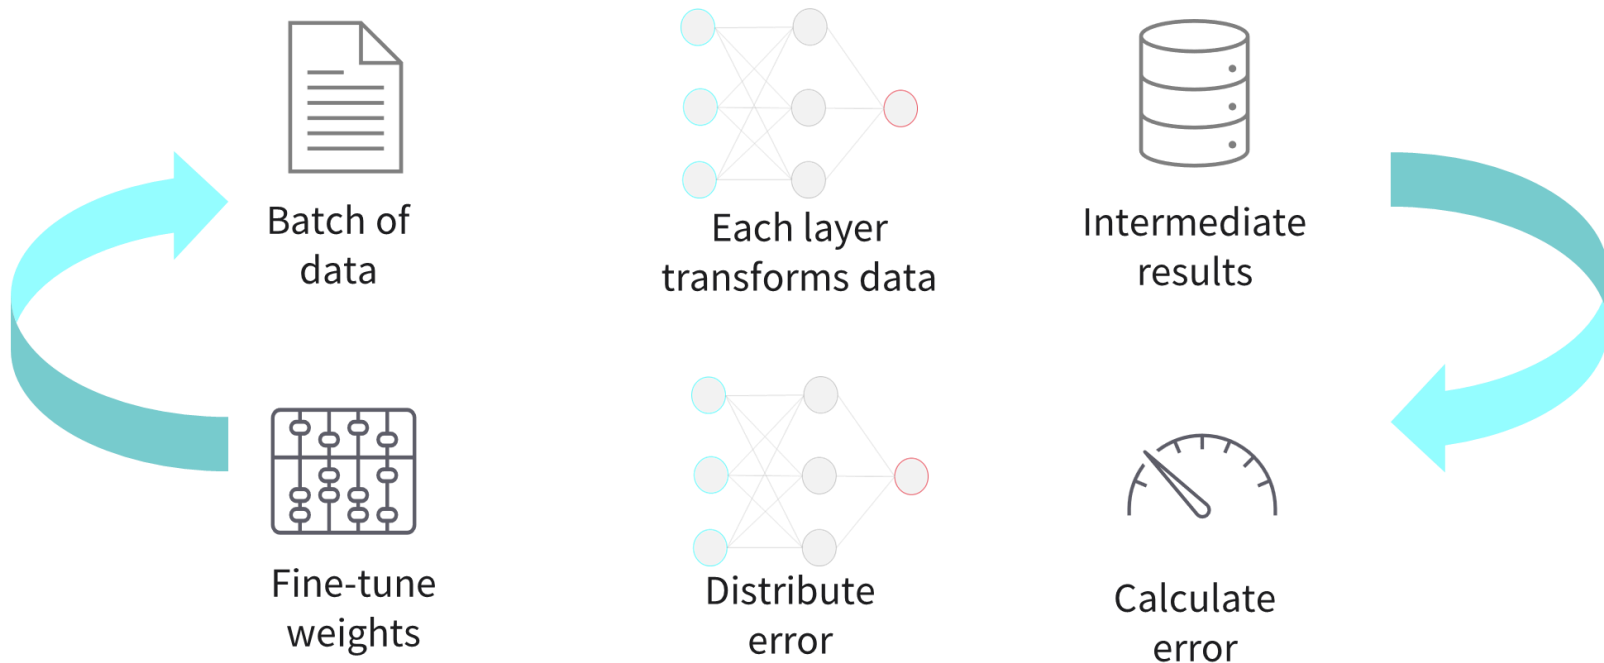 Batch of
data
Each layer
transforms data
Intermediate
results
Fine-tune
weights
Distribute
error
Calculate
error